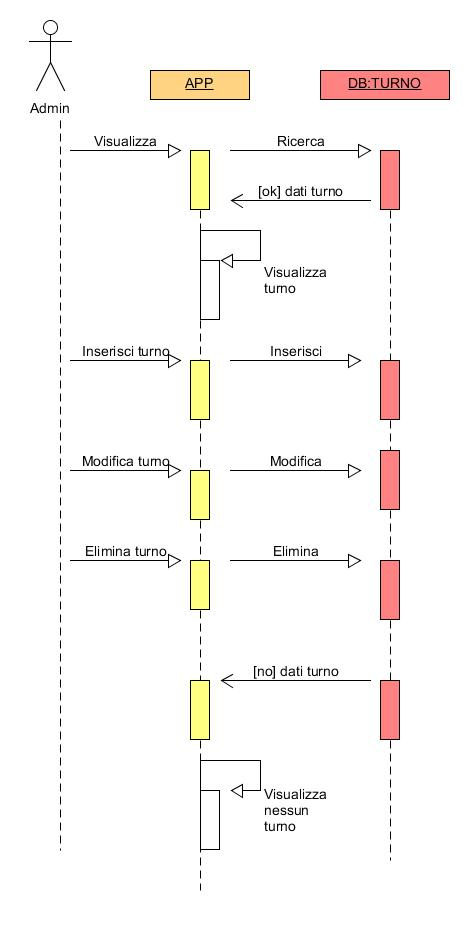 Admin
APP
DB:TURNO
Visualizza
Ricerca
[ok] dati turno
Visualizza
turno
Inserisci turno
Inserisci
Modifica turno
Modifica
Elimina turno
Elimina
[no] dati turno
Visualizza
nessun
turno